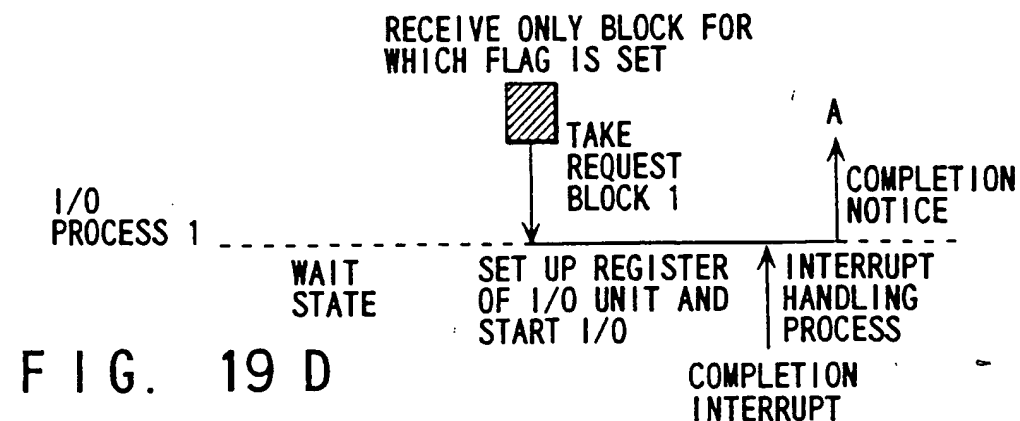 RECEIVE ONLY BLOCK FOR
WHICH FLAG IS SET
A
TAKE
REQUEST
BLOCK 1
COMPLETION
NOTICE
I/O
PROCESS 1
WAIT
STATE
SET UP REGISTER
OF I/O UNIT AND
START I/O
INTERRUPT
HANDLING
PROCESS
COMPLETION
INTERRUPT
FIG. 19D